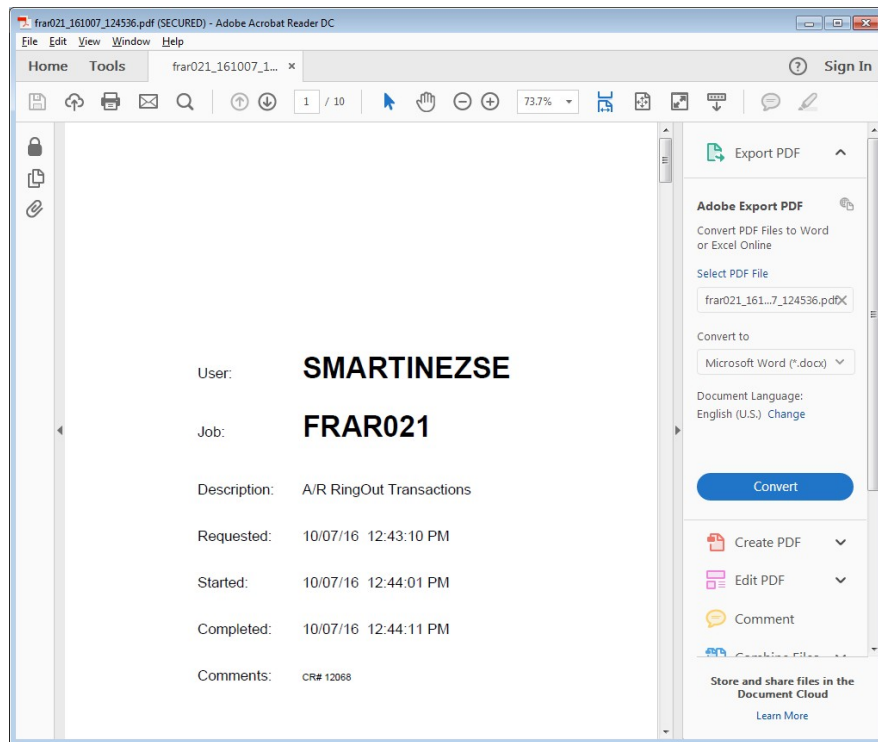 frar021_161007_124536.pdf (SECURED) - Adobe Acrobat Reader DC
File Edit View Window Help
Home Tools frar021_161007_1... × ? Sign In
1 / 10 73.7%
Export PDF
Adobe Export PDF
Convert PDF Files to Word
or Excel Online
Select PDF File
frar021_161...7_124536.pdf
Convert to
Microsoft Word (*.docx)
Document Language:
English (U.S.) Change
Convert
Create PDF
Edit PDF
Comment
Combine Files
Store and share files in the
Document Cloud
Learn More
User: SMARTINEZSE
Job: FRAR021
Description: A/R RingOut Transactions
Requested: 10/07/16 12:43:10 PM
Started: 10/07/16 12:44:01 PM
Completed: 10/07/16 12:44:11 PM
Comments: CR# 12068